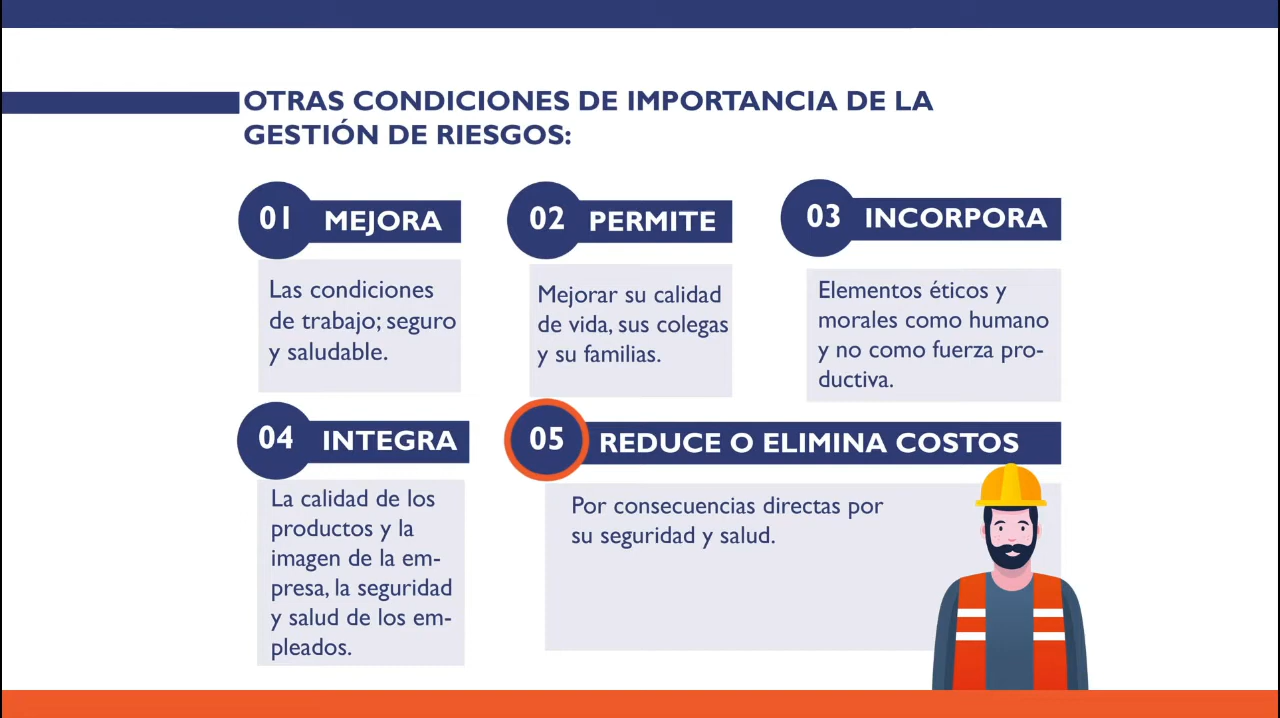 OTRAS CONDICIONES DE IMPORTANCIA DE LA
GESTIÓN DE RIESGOS:
01 MEJORA
Las condiciones
de trabajo; seguro
y saludable.
02 PERMITE
Mejorar su calidad
de vida, sus colegas
y su familias.
03 INCORPORA
Elementos éticos y
morales como humano
y no como fuerza pro-
ductiva.
04 INTEGRA
La calidad de los
productos y la
imagen de la em-
presa, la seguridad
y salud de los em-
pleados.
05 REDUCE O ELIMINA COSTOS
Por consecuencias directas por
su seguridad y salud.